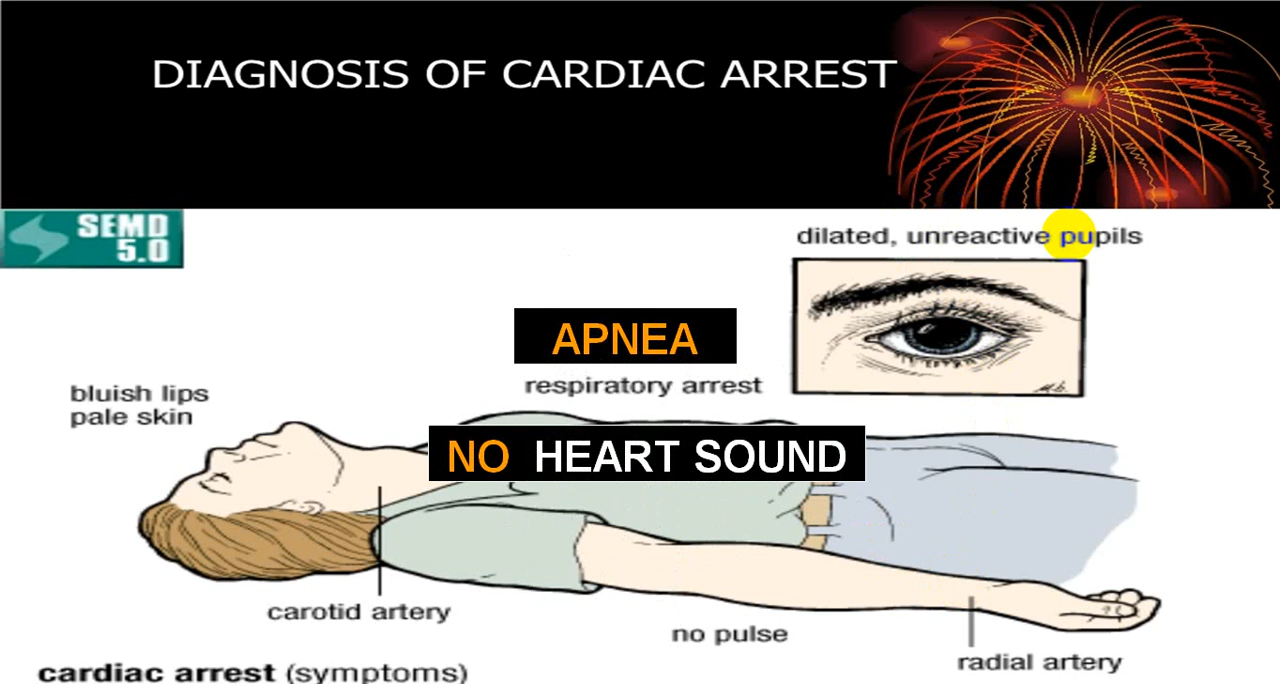 DIAGNOSIS OF CARDIAC ARREST
SEMD
5.0
dilated, unreactive pupils
APNEA
respiratory arrest
bluish lips
pale skin
NO HEART SOUND
carotid artery
no pulse
radial artery
cardiac arrest (symptoms)